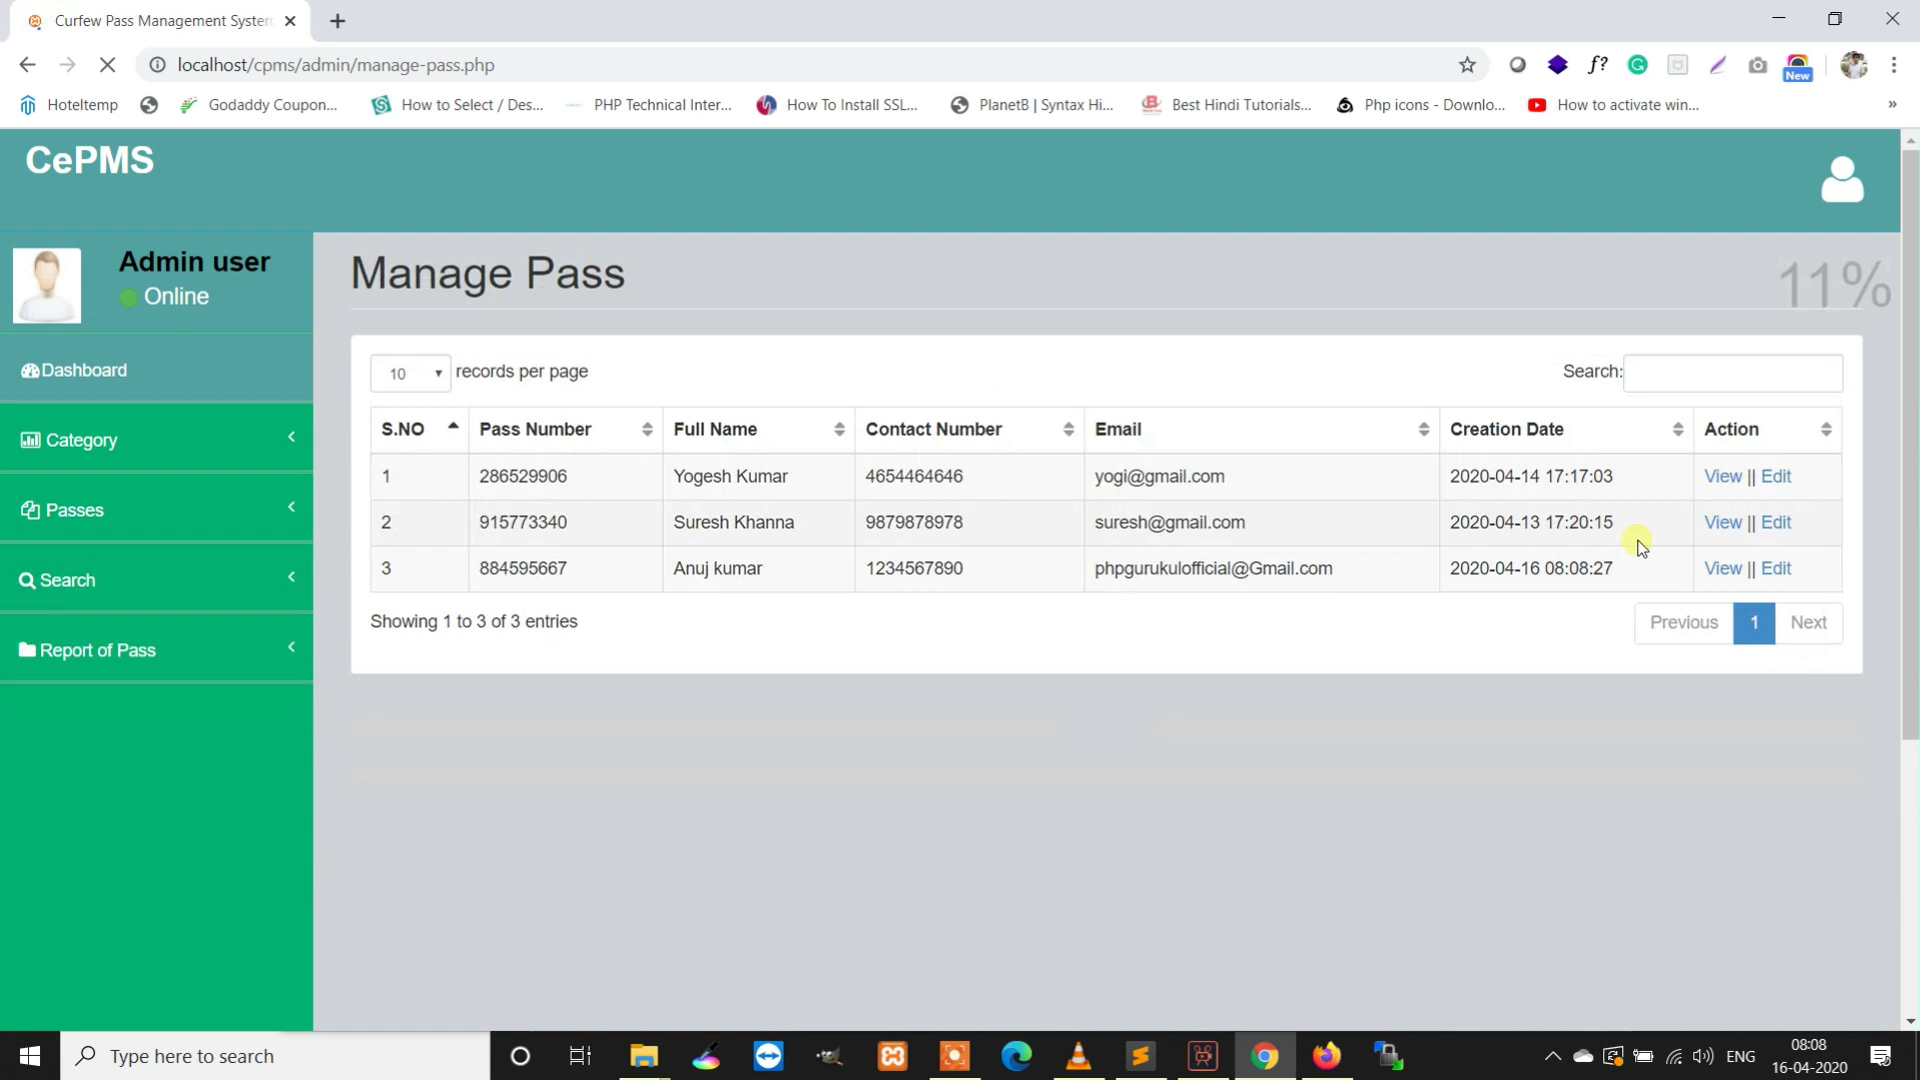 Curfew Pass Management System
localhost/cpms/admin/manage-pass.php
f?
New
Hoteltemp
Godaddy Coupon...
How to Select / Des...
PHP Technical Inter...
How To Install SSL...
PlanetB | Syntax Hi...
Best Hindi Tutorials...
Php icons - Downlo...
How to activate win...
»
CePMS
Admin user
Online
Dashboard
Category
Passes
Search
Report of Pass
Manage Pass
11%
10 records per page
Search:
S.NO Pass Number Full Name Contact Number Email Creation Date Action
1 286529906 Yogesh Kumar 4654464646 yogi@gmail.com 2020-04-14 17:17:03 View || Edit
2 915773340 Suresh Khanna 9879878978 suresh@gmail.com 2020-04-13 17:20:15 View || Edit
3 884595667 Anuj kumar 1234567890 phpgurukulofficial@Gmail.com 2020-04-16 08:08:27 View || Edit
Showing 1 to 3 of 3 entries
Previous 1 Next
Type here to search
ENG
08:08
16-04-2020